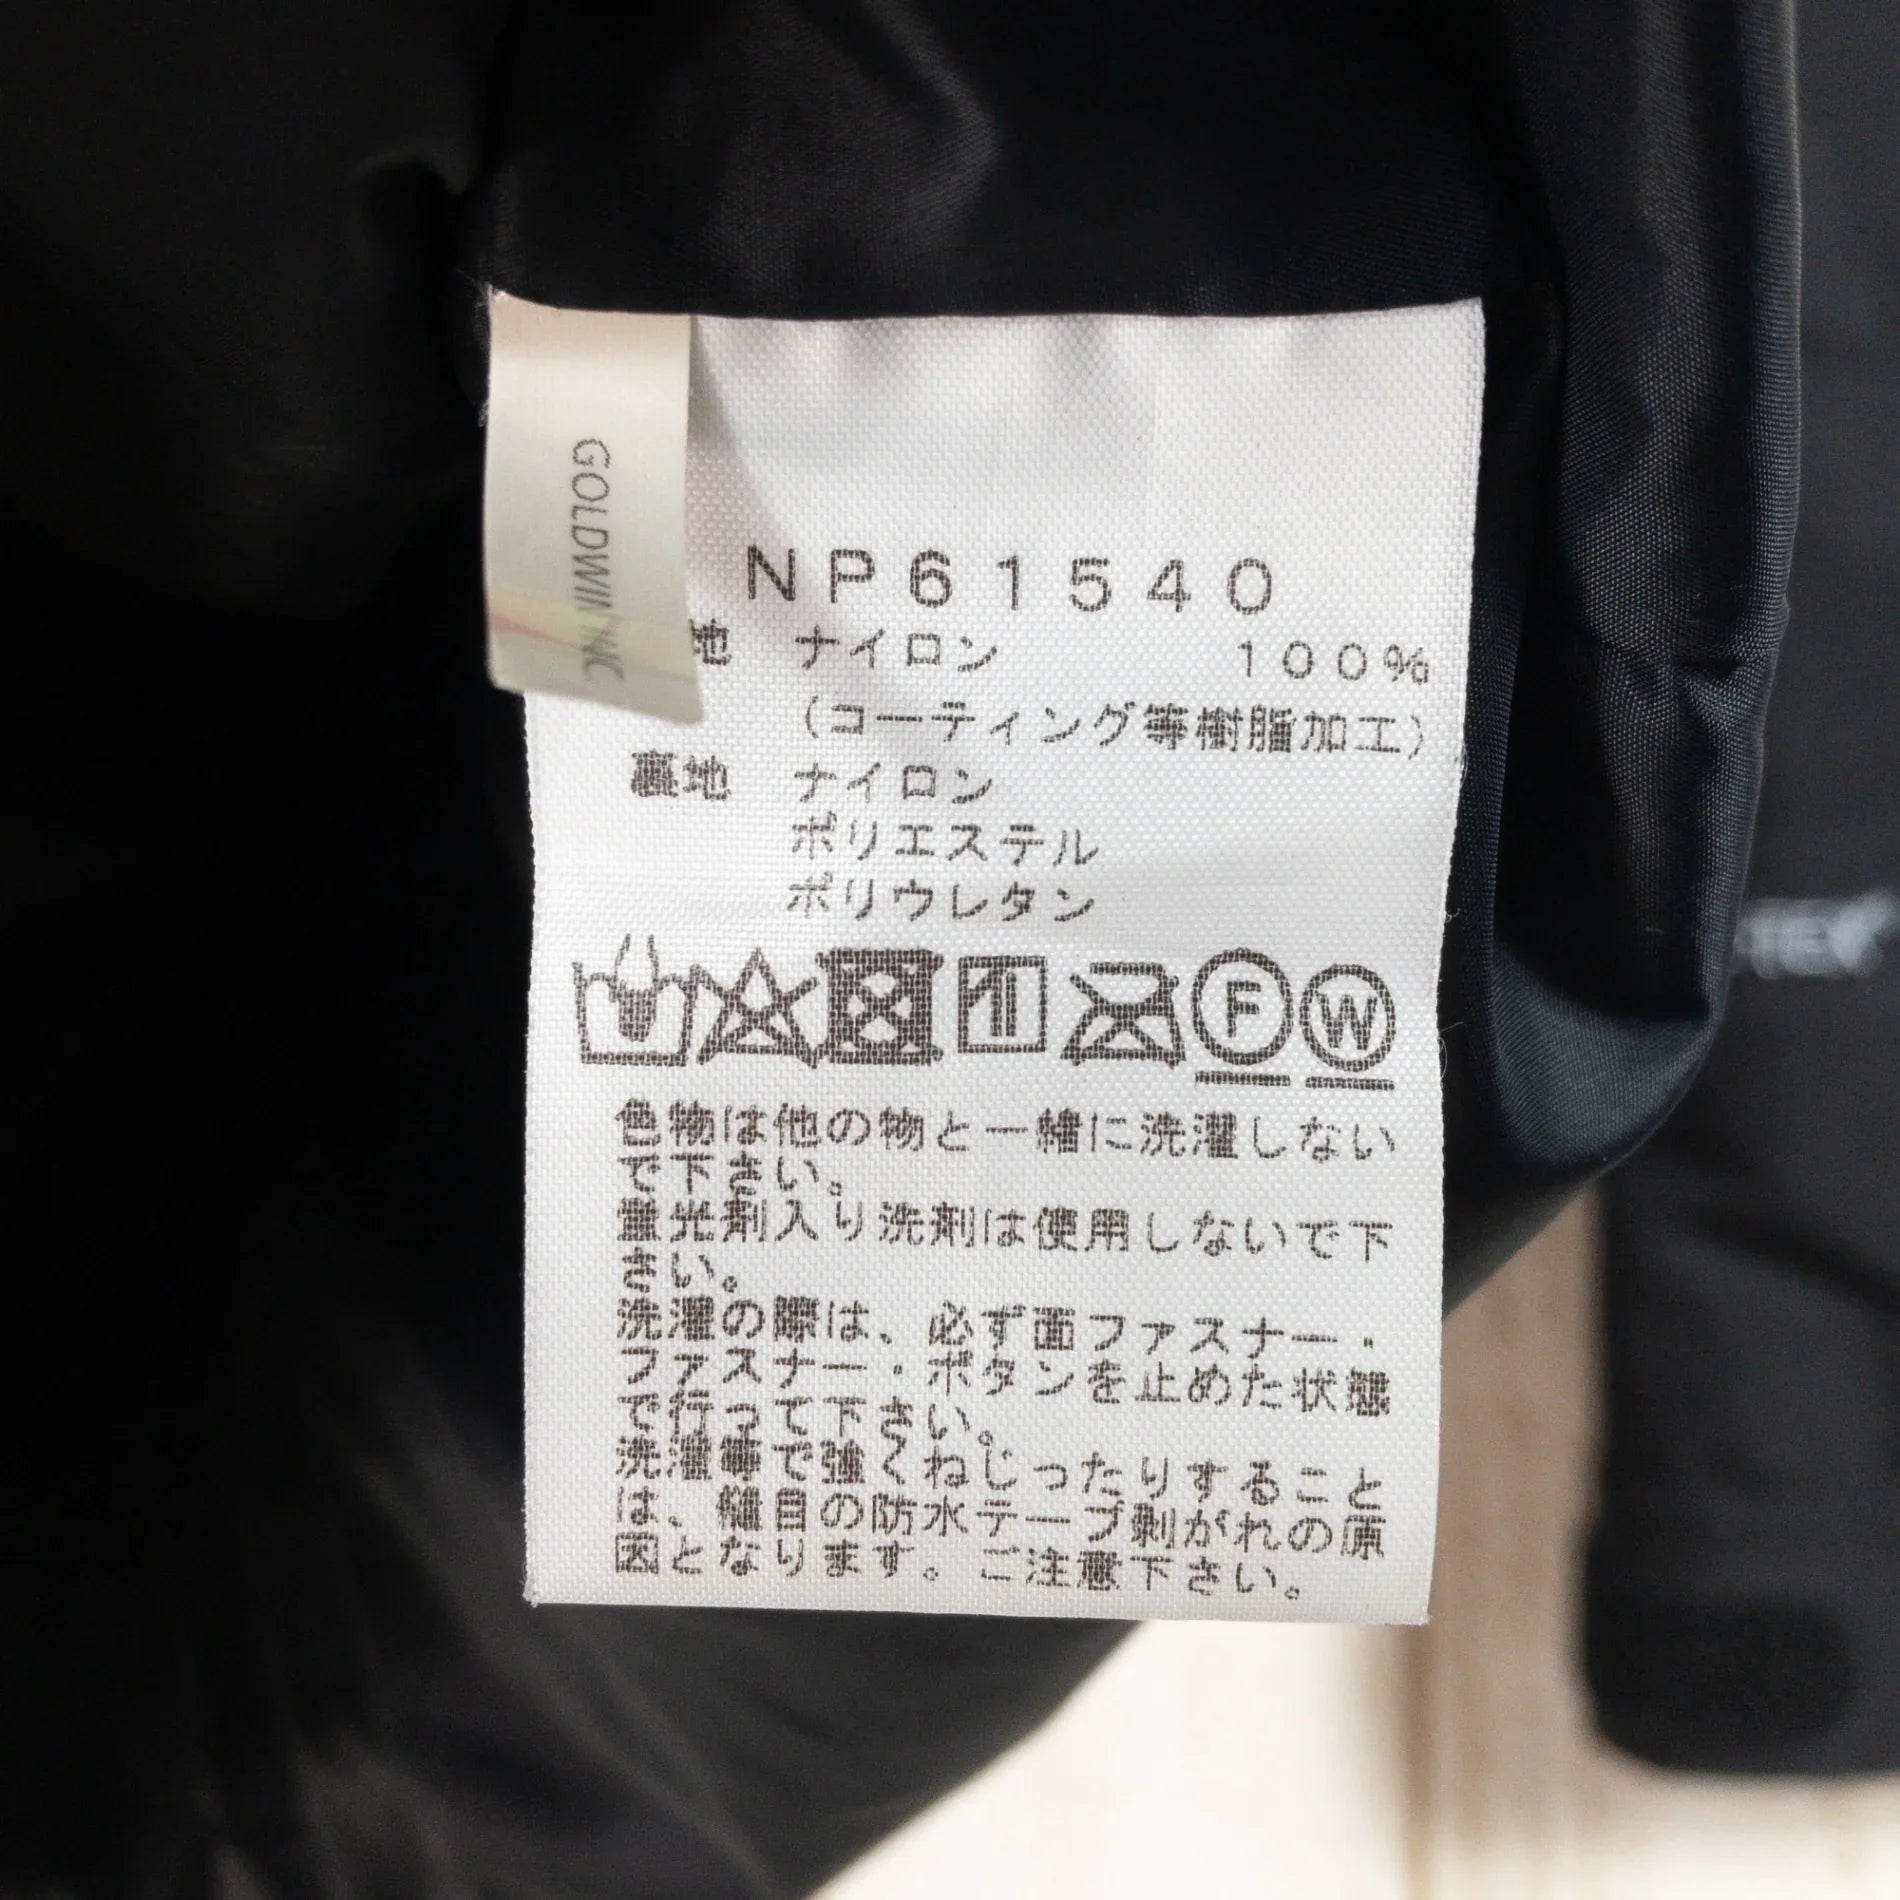 GOLDWIN INC
NP61540
地 ナイロン 100%
(コーティング等樹脂加工)
裏地 ナイロン
ポリエステル
ポリウレタン
F W
色物は他の物と一緒に洗濯しない
で下さい。
蛍光剤入り洗剤は使用しないで下
さい。
洗濯の際は、必ず面ファスナー・
ファスナー・ボタンを止めた状態
で行って下さい。
洗濯等で強くねじったりすること
は、縫目の防水テープ剥がれの原
因となります。ご注意下さい。
TEX